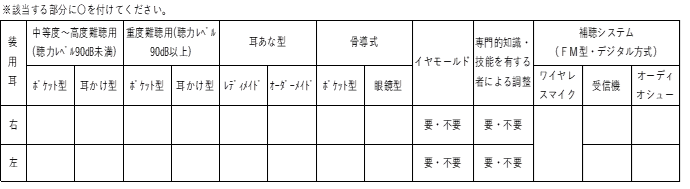 ※該当する部分に〇を付けてください。
装用耳
中等度～高度難聴用
(聴力ﾚﾍﾞﾙ90dB未満)
重度難聴用(聴力ﾚﾍﾞﾙ
90dB以上)
耳あな型
骨導式
イヤモールド
専門的知識・
技能を有する
者による調整
補聴システム
（ＦＭ型・デジタル方式）
ﾎﾟｹｯﾄ型
耳かけ型
ﾎﾟｹｯﾄ型
耳かけ型
ﾚﾃﾞｨﾒｲﾄﾞ
ｵｰﾀﾞｰﾒｲﾄﾞ
ﾎﾟｹｯﾄ型
眼鏡型
ワイヤレ
スマイク
受信機
オーディ
オシュー
右
要・不要
要・不要
左
要・不要
要・不要